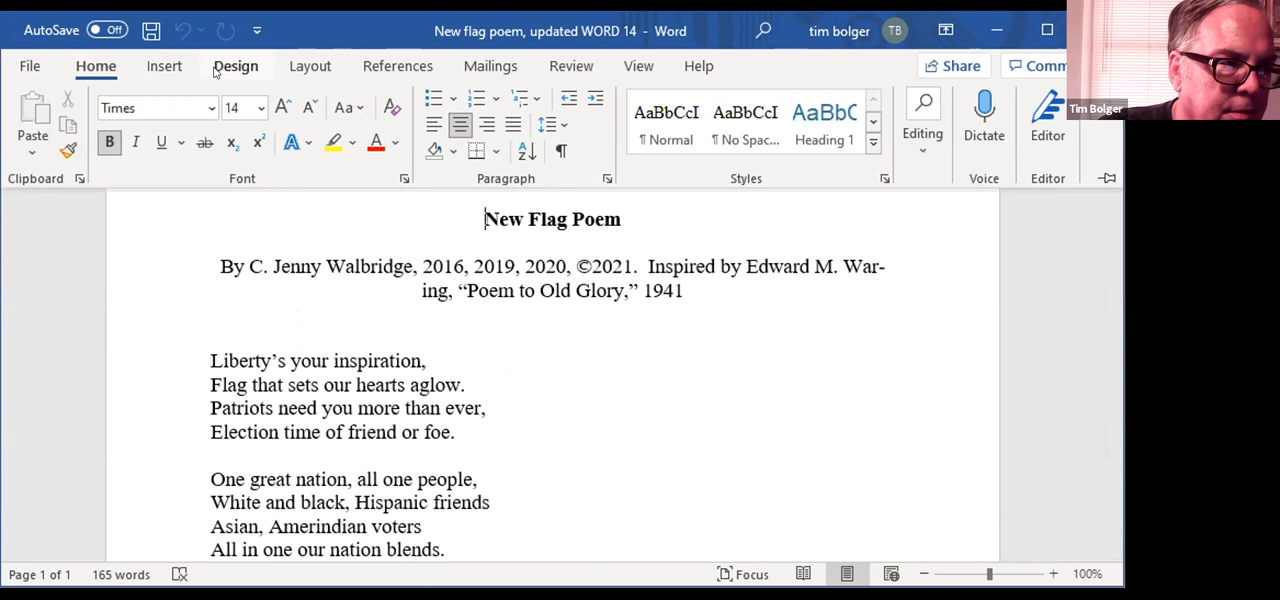 AutoSave Off New flag poem, updated WORD 14 - Word tim bolger TB
File Home Insert Design Layout References Mailings Review View Help Share Comm
Tim Bolger
Times 14 Aa AaBbCcI AaBbCcI AaBbC
Paste B I U ab x₂ x² A A ¶ Normal ¶ No Spac... Heading 1 Editing Dictate Editor
Clipboard Font Paragraph Styles Voice Editor
New Flag Poem
By C. Jenny Walbridge, 2016, 2019, 2020, ©2021. Inspired by Edward M. War-
ing, “Poem to Old Glory,” 1941
Liberty’s your inspiration,
Flag that sets our hearts aglow.
Patriots need you more than ever,
Election time of friend or foe.
One great nation, all one people,
White and black, Hispanic friends
Asian, Amerindian voters
All in one our nation blends.
Page 1 of 1 165 words Focus 100%